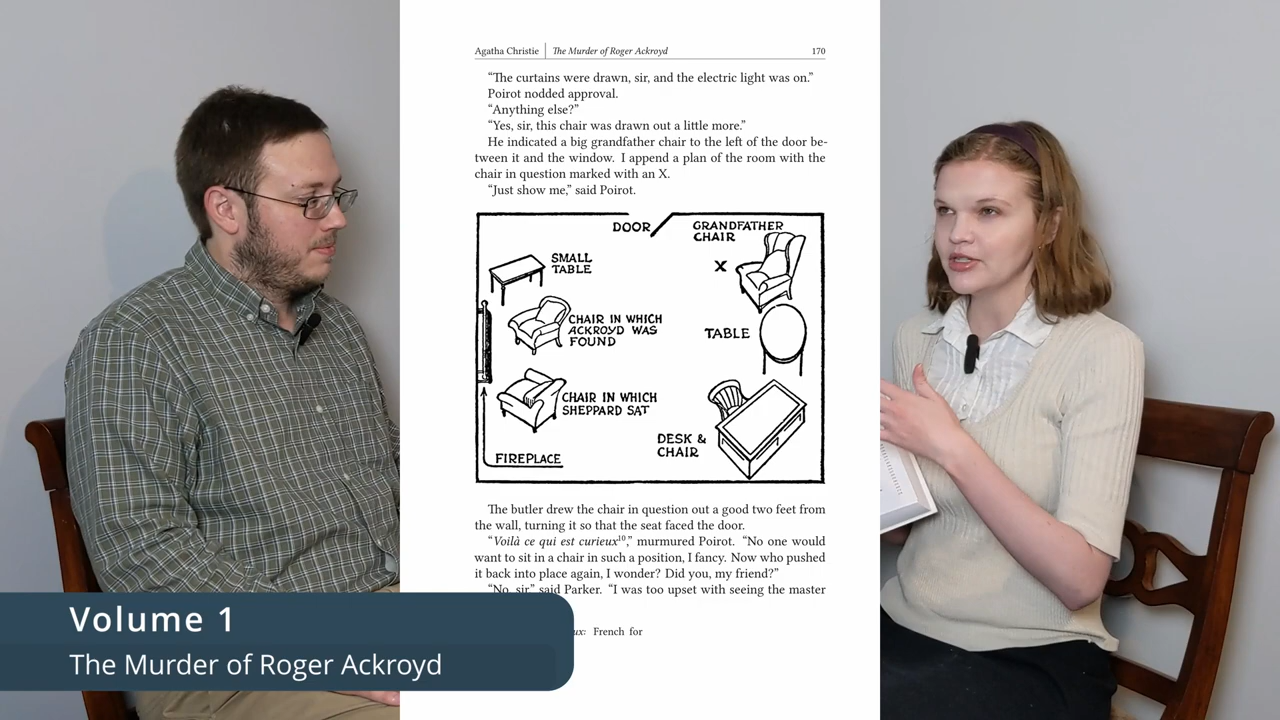 Agatha Christie | The Murder of Roger Ackroyd 170
“The curtains were drawn, sir, and the electric light was on.”
Poirot nodded approval.
“Anything else?”
“Yes, sir, this chair was drawn out a little more.”
He indicated a big grandfather chair to the left of the door be-
tween it and the window. I append a plan of the room with the
chair in question marked with an X.
“Just show me,” said Poirot.
DOOR
GRANDFATHER
CHAIR
X
SMALL
TABLE
CHAIR IN WHICH
ACKROYD WAS
FOUND
TABLE
CHAIR IN WHICH
SHEPPARD SAT
DESK &
CHAIR
FIREPLACE
The butler drew the chair in question out a good two feet from
the wall, turning it so that the seat faced the door.
“Voilà ce qui est curieux¹⁰,” murmured Poirot. “No one would
want to sit in a chair in such a position, I fancy. Now who pushed
it back into place again, I wonder? Did you, my friend?”
“No, sir,” said Parker. “I was too upset with seeing the master
ux: French for
Volume 1
The Murder of Roger Ackroyd